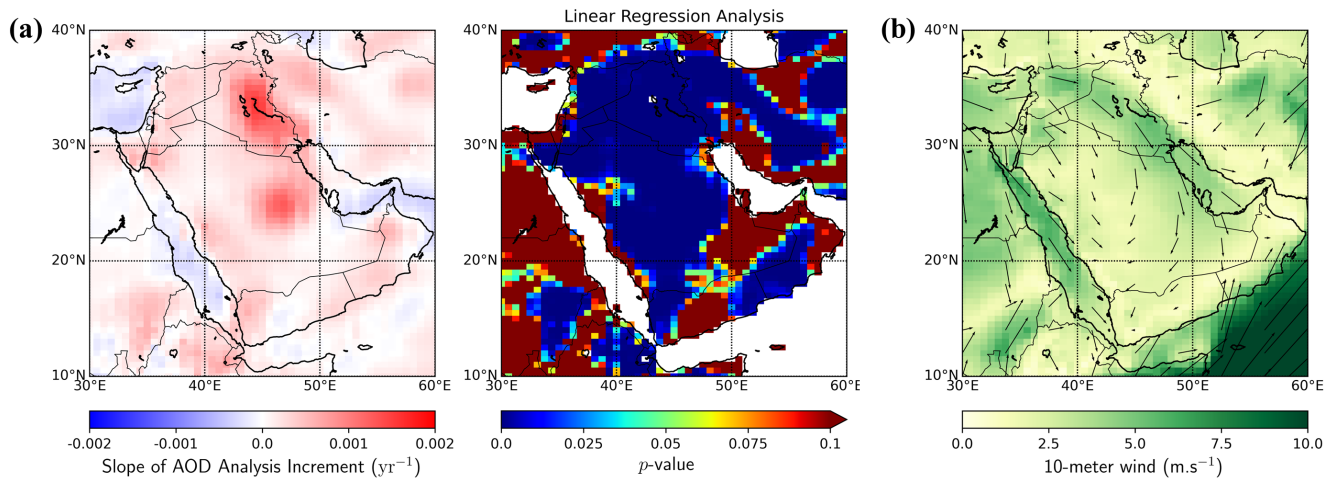 (a)
Linear Regression Analysis
(b)
40°N
30°N
20°N
10°N
30°E
40°E
50°E
60°E
-0.002
-0.001
0.0
0.001
0.002
Slope of AOD Analysis Increment (yr⁻¹)
40°N
30°N
20°N
10°N
30°E
40°E
50°E
60°E
0.0
0.025
0.05
0.075
0.1
p-value
40°N
30°N
20°N
10°N
30°E
40°E
50°E
60°E
0.0
2.5
5.0
7.5
10.0
10-meter wind (m.s⁻¹)